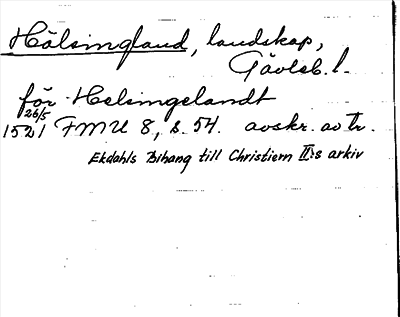 Hälsingland, landskap,
Gävleb. l.
för Helsingelandt
26/5
1521 FMU 8, s. 54. avskr. av tr.
Ekdahls Bihang till Christiern II:s arkiv